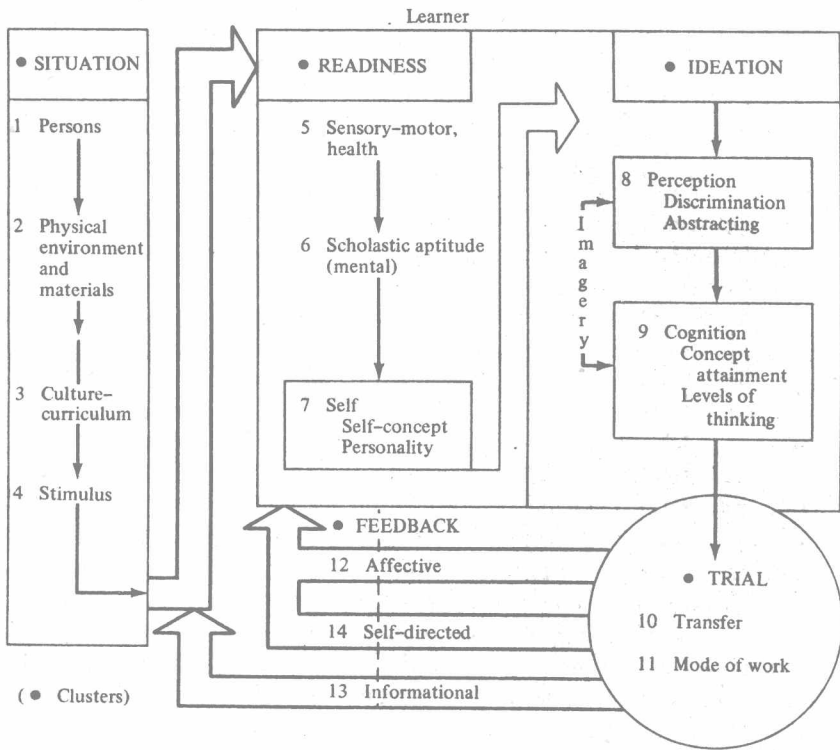 Learner
● SITUATION
1 Persons
2 Physical
environment
and
materials
3 Culture-
curriculum
4 Stimulus
● READINESS
5 Sensory-motor,
health
6 Scholastic aptitude
(mental)
7 Self
Self-concept
Personality
● IDEATION
8 Perception
Discrimination
Abstracting
Imagery
9 Cognition
Concept
attainment
Levels of
thinking
● FEEDBACK
12 Affective
14 Self-directed
13 Informational
● TRIAL
10 Transfer
11 Mode of work
( ● Clusters)